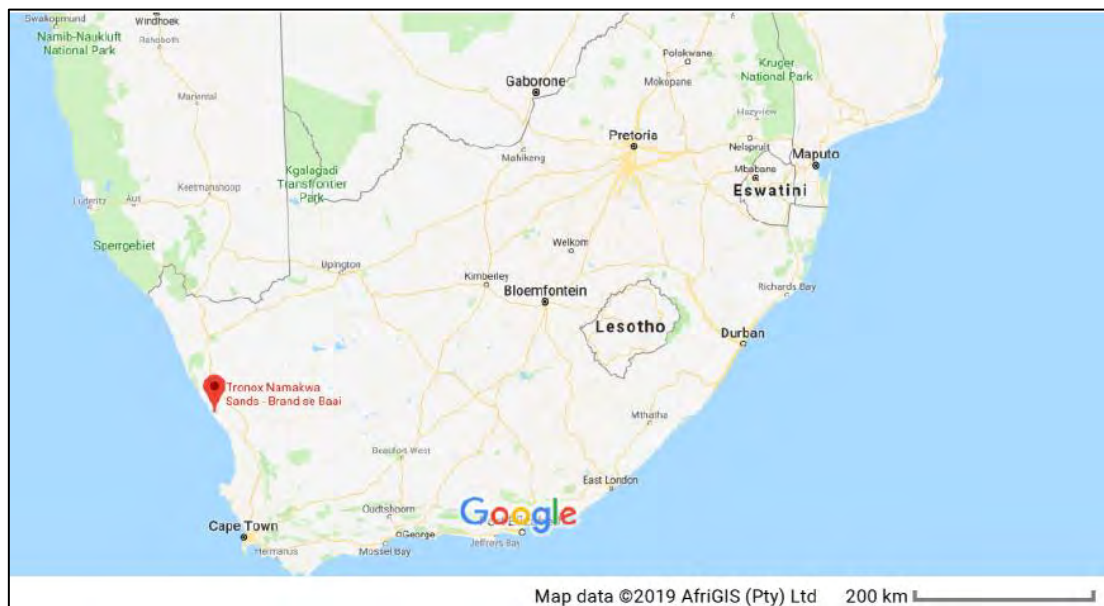 Swakopmund
Windhoek
Rehoboth
Namib-Naukluft
National Park
Mariental
Gaborone
Polokwane
Mokopane
Kruger
National Park
Hazyview
Pretoria
Nelspruit
Mahikeng
Mbabane
Maputo
Eswatini
Kgalagadi
Transfrontier
Park
Keetmanshoop
Lüderitz
Aus
Sperrgebiet
Welkom
Upington
Kimberley
Bloemfontein
Richards Bay
Lesotho
Durban
Tronox Namakwa
Sands - Brand se Baai
Mthatha
Beaufort West
East London
Oudtshoorn
Google
Cape Town
George
Hermanus
Mossel Bay
Jeffreys Bay
Map data ©2019 AfriGIS (Pty) Ltd 200 km